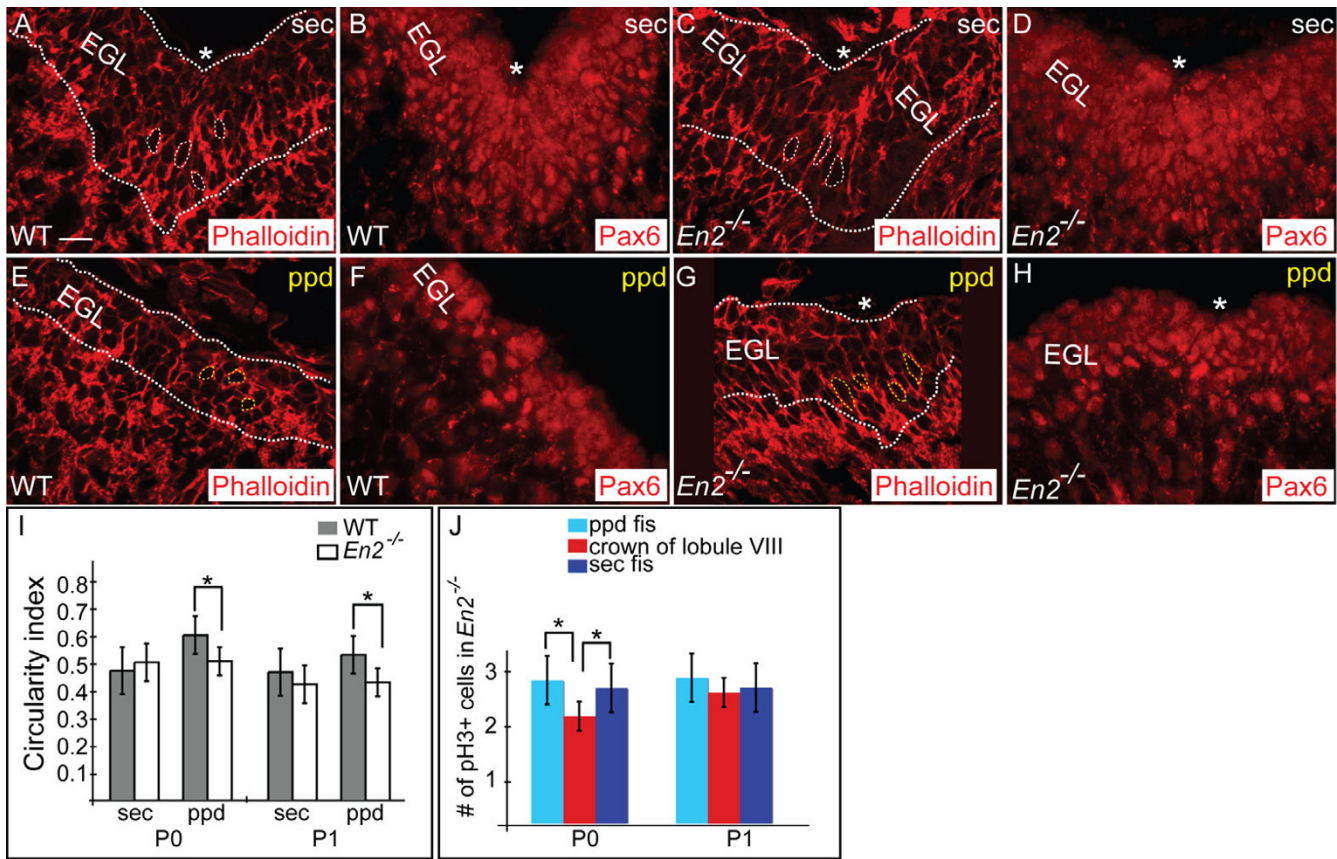 A
EGL
*
sec
WT
Phalloidin
B
EGL
*
sec
WT
Pax6
C
EGL
*
sec
EGL
En2-/-
Phalloidin
D
EGL
*
sec
En2-/-
Pax6
E
EGL
ppd
WT
Phalloidin
F
EGL
ppd
WT
Pax6
G
EGL
*
ppd
En2-/-
Phalloidin
H
EGL
*
ppd
En2-/-
Pax6
I
WT
En2-/-
Circularity index
0.8
0.7
0.6
0.5
0.4
0.3
0.2
0.1
*
*
sec ppd sec ppd
P0 P1
J
ppd fis
crown of lobule VIII
sec fis
# of pH3+ cells in En2-/-
3
2
1
* *
P0 P1